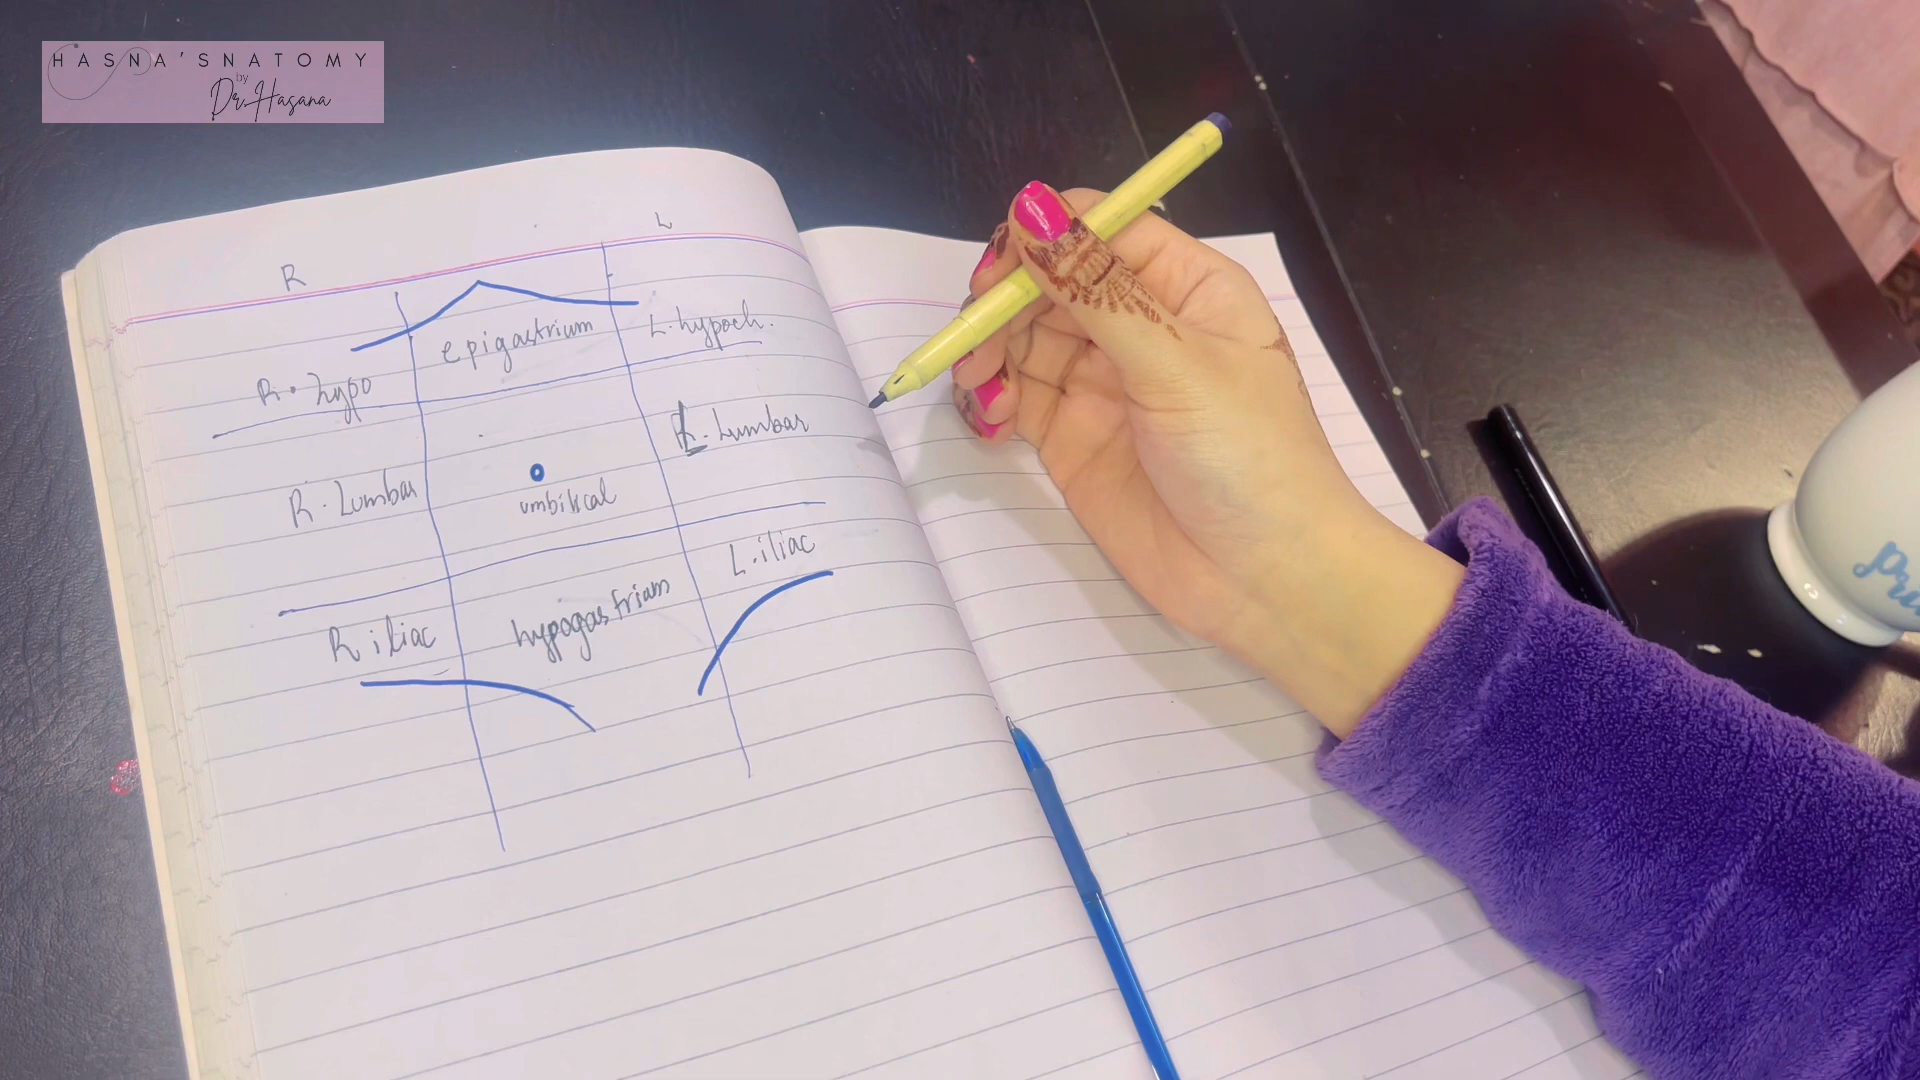 HASNA'SNATOMY
by
Dr.Hasana
R
L
R. hypo
epigastrium
L. hypoch.
R. Lumbar
umbilical
L. Lumbar
R iliac
hypogastrium
L. iliac